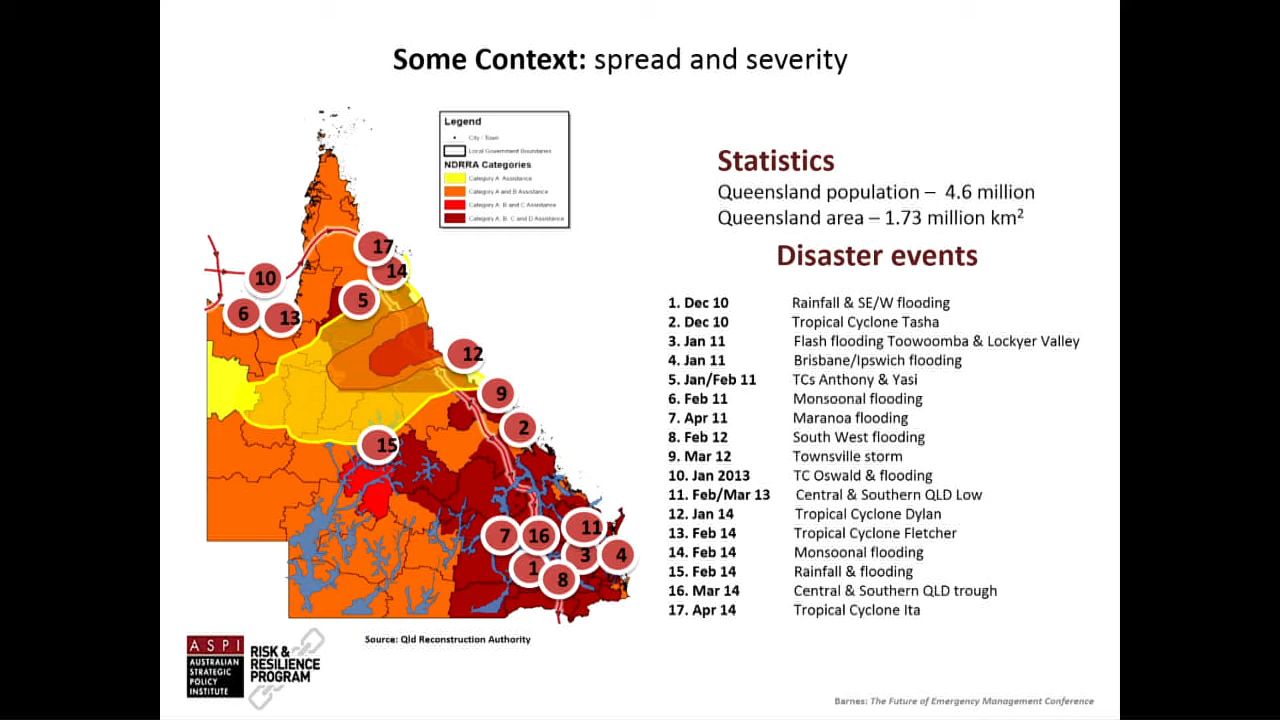 Some Context: spread and severity
Legend
City / Town
Local Government Boundaries
NDRRA Categories
Category A Assistance
Category A and B Assistance
Category A, B and C Assistance
Category A, B, C and D Assistance
17
14
10
5
6
13
12
9
2
15
7
16
11
3
4
1
8
Source: Qld Reconstruction Authority
Statistics
Queensland population – 4.6 million
Queensland area – 1.73 million km²
Disaster events
1. Dec 10 Rainfall & SE/W flooding
2. Dec 10 Tropical Cyclone Tasha
3. Jan 11 Flash flooding Toowoomba & Lockyer Valley
4. Jan 11 Brisbane/Ipswich flooding
5. Jan/Feb 11 TCs Anthony & Yasi
6. Feb 11 Monsoonal flooding
7. Apr 11 Maranoa flooding
8. Feb 12 South West flooding
9. Mar 12 Townsville storm
10. Jan 2013 TC Oswald & flooding
11. Feb/Mar 13 Central & Southern QLD Low
12. Jan 14 Tropical Cyclone Dylan
13. Feb 14 Tropical Cyclone Fletcher
14. Feb 14 Monsoonal flooding
15. Feb 14 Rainfall & flooding
16. Mar 14 Central & Southern QLD trough
17. Apr 14 Tropical Cyclone Ita
ASPI
AUSTRALIAN
STRATEGIC
POLICY
INSTITUTE
RISK &
RESILIENCE
PROGRAM
Barnes: The Future of Emergency Management Conference